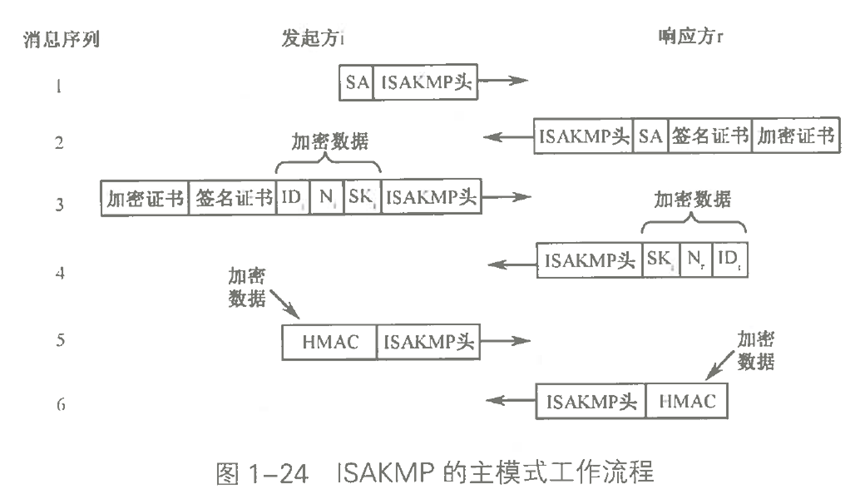 消息序列 发起方i 响应方r
1 SA ISAKMP头
2 ISAKMP头 SA 签名证书 加密证书
加密数据
3 加密证书 签名证书 IDi Ni SKi ISAKMP头
加密数据
4 ISAKMP头 SKi Nr IDr
加密
数据
5 HMAC ISAKMP头
加密
数据
6 ISAKMP头 HMAC
图 1-24 ISAKMP 的主模式工作流程